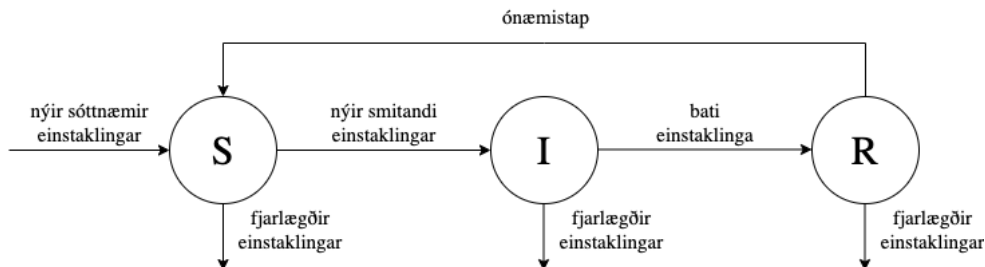 ónæmistap
nýir sóttnæmir
einstaklingar
nýir smitandi
einstaklingar
bati
einstaklinga
S
I
R
fjarlægðir
einstaklingar
fjarlægðir
einstaklingar
fjarlægðir
einstaklingar